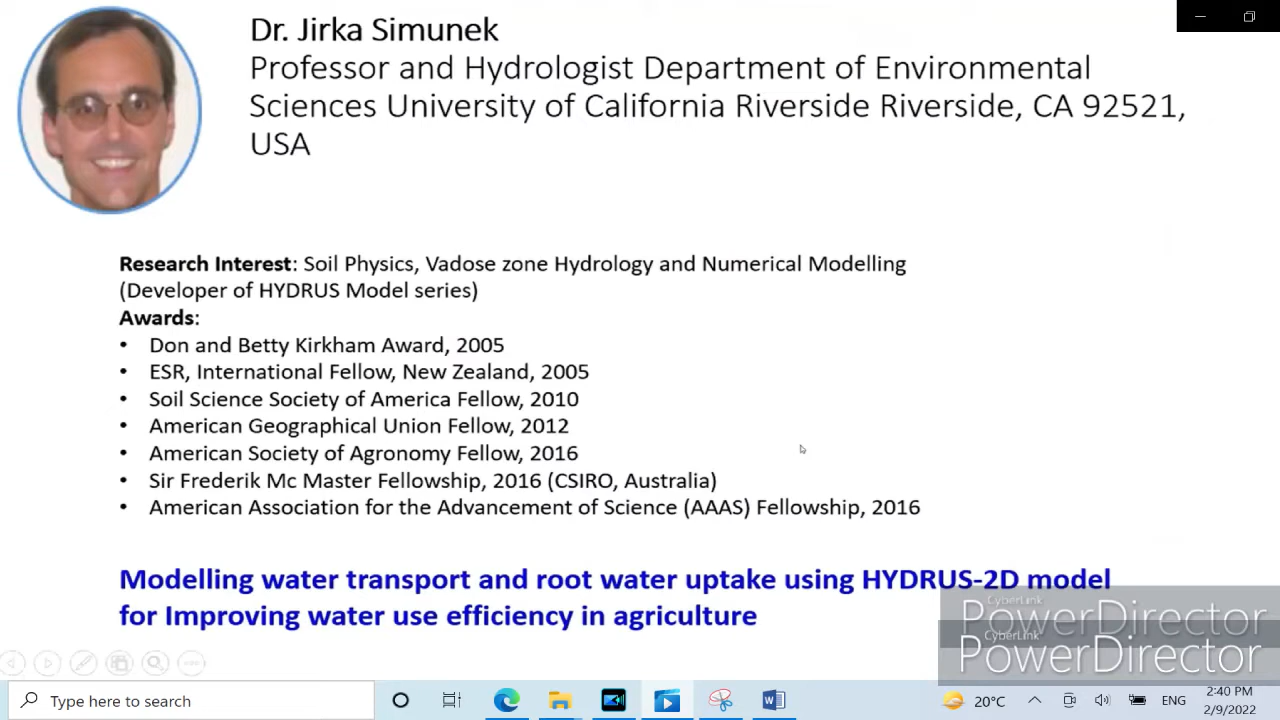 Dr. Jirka Simunek
Professor and Hydrologist Department of Environmental
Sciences University of California Riverside Riverside, CA 92521,
USA
Research Interest: Soil Physics, Vadose zone Hydrology and Numerical Modelling
(Developer of HYDRUS Model series)
Awards:
• Don and Betty Kirkham Award, 2005
• ESR, International Fellow, New Zealand, 2005
• Soil Science Society of America Fellow, 2010
• American Geographical Union Fellow, 2012
• American Society of Agronomy Fellow, 2016
• Sir Frederik Mc Master Fellowship, 2016 (CSIRO, Australia)
• American Association for the Advancement of Science (AAAS) Fellowship, 2016
Modelling water transport and root water uptake using HYDRUS-2D model
for Improving water use efficiency in agriculture
CyberLink
PowerDirector
CyberLink
PowerDirector
Type here to search
20°C
ENG
2:40 PM
2/9/2022